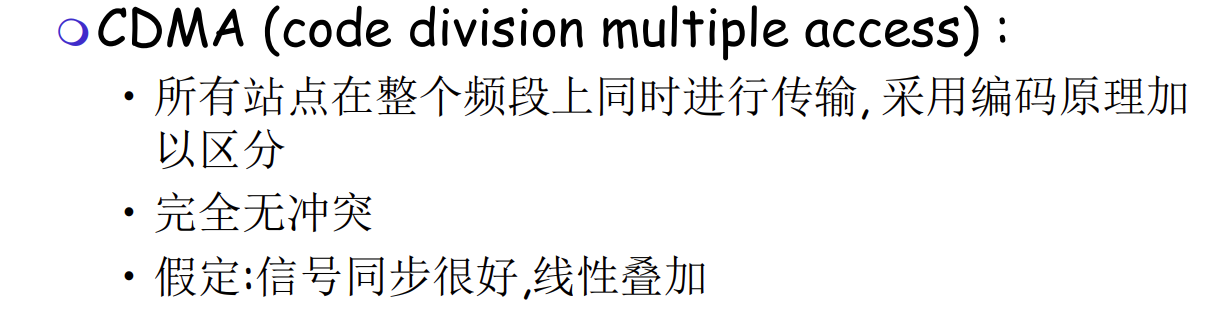 CDMA (code division multiple access) :
• 所有站点在整个频段上同时进行传输, 采用编码原理加
以区分
• 完全无冲突
• 假定:信号同步很好,线性叠加